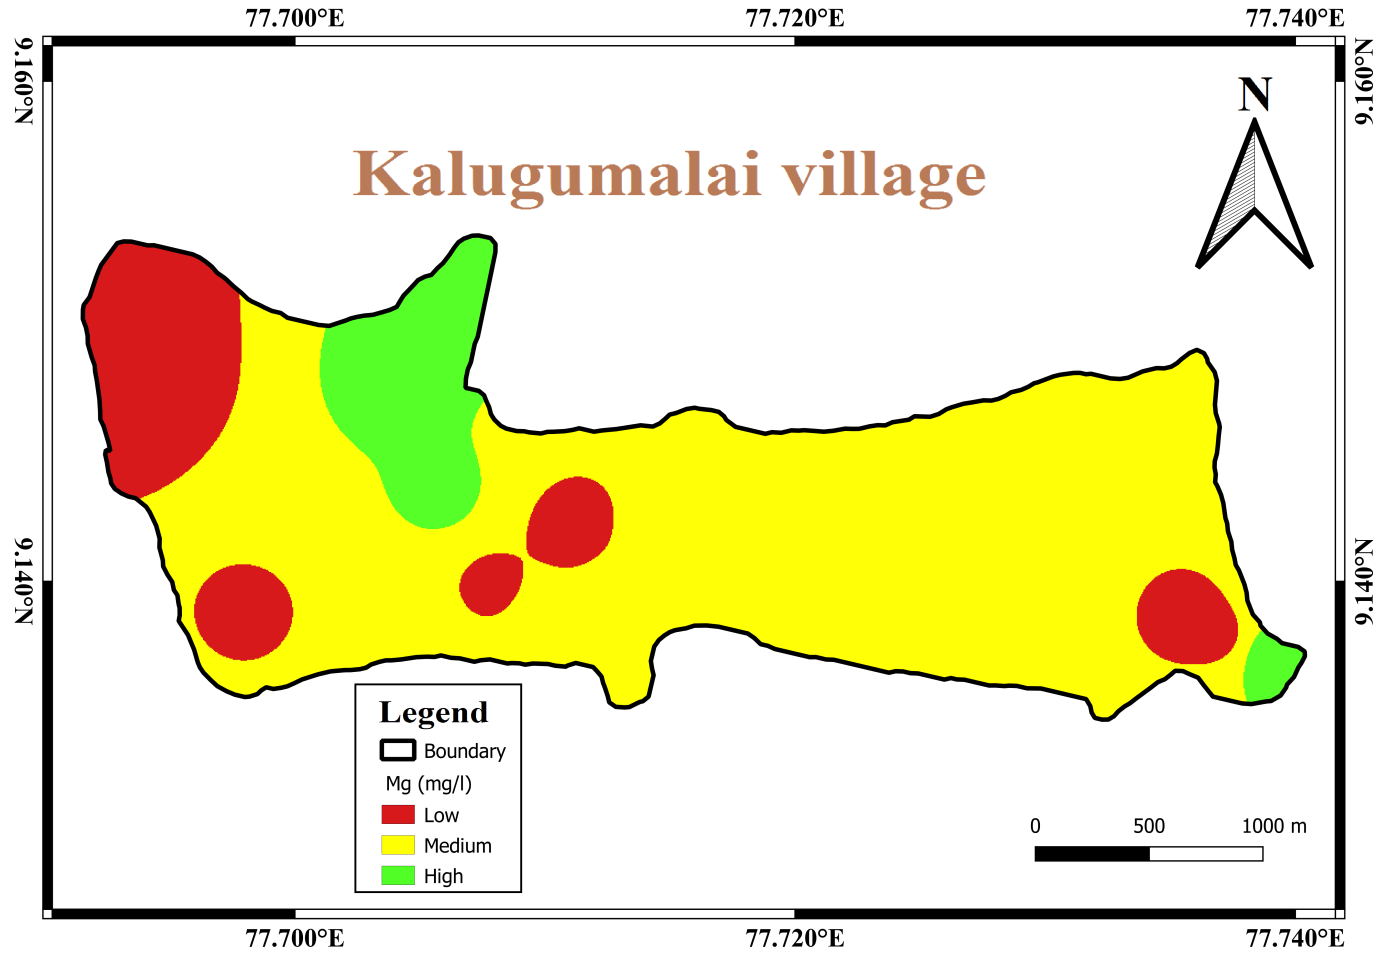 77.700°E 77.720°E 77.740°E
9.160°N 9.160°N
N
Kalugumalai village
9.140°N 9.140°N
Legend
Boundary
Mg (mg/l)
Low
Medium
High
0 500 1000 m
77.700°E 77.720°E 77.740°E